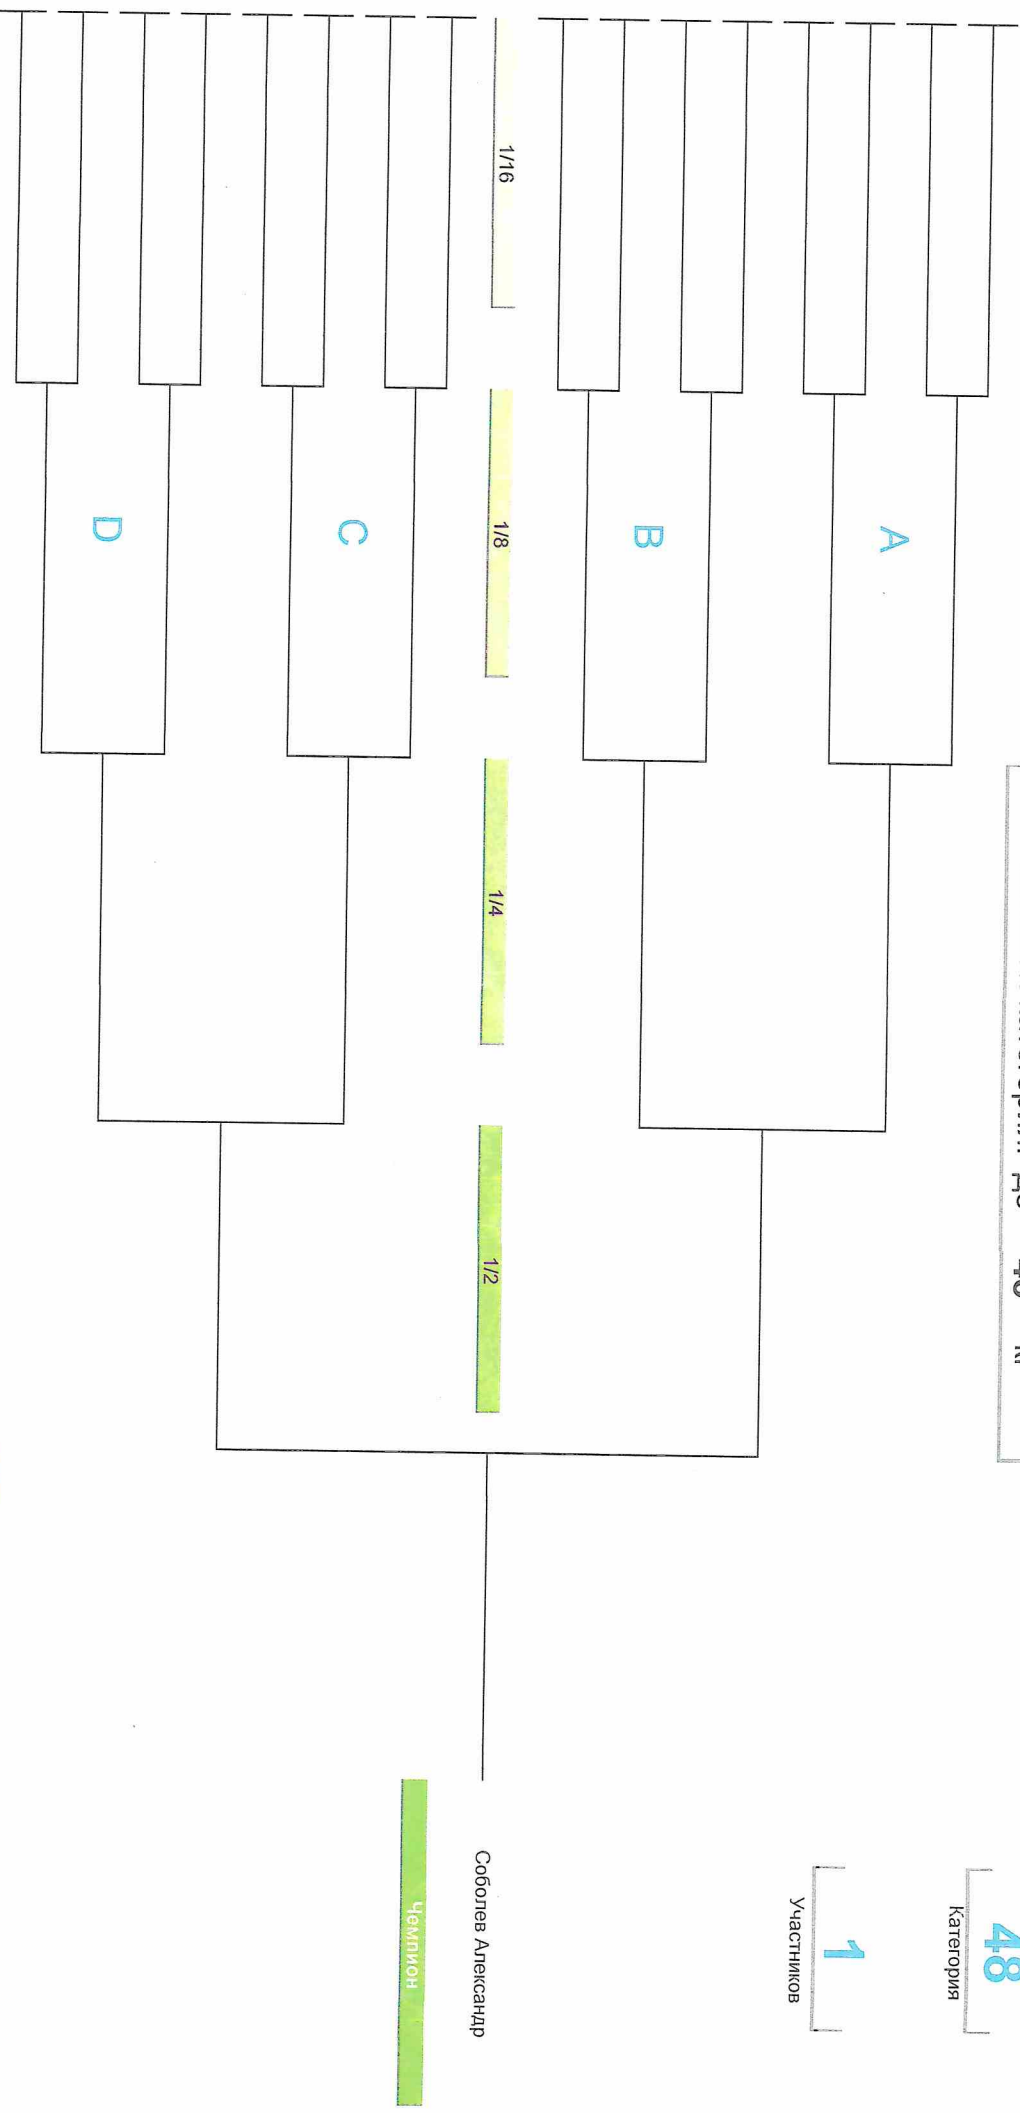 48
Категория
1
Участников
1/16
1/8
1/4
1/2
A
B
C
D
Соболев Александр
Чемпион